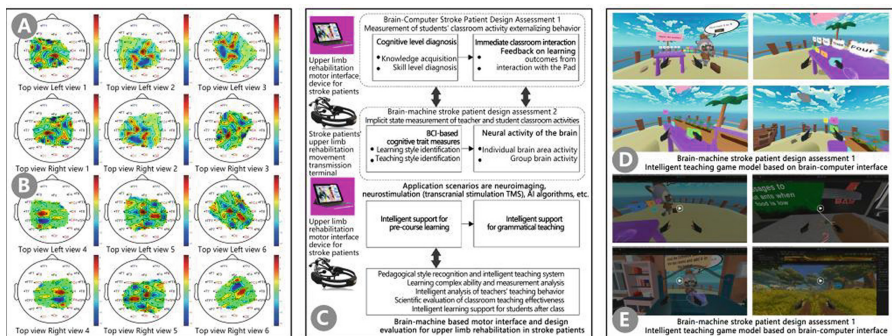 A
Top view Left view 1
Top view Left view 2
Top view Left view 3
Top view Right view 1
Top view Right view 2
Top view Right view 3
B
Top view Left view 4
Top view Left view 5
Top view Left view 6
Top view Right view 4
Top view Right view 5
Top view Right view 6
Upper limb
rehabilitation
motor interface
device for
stroke patients
Stroke patients'
upper limb
rehabilitation
movement
transmission
terminal
Upper limb
rehabilitation
motor interface
device for
stroke patients
C
Brain-Computer Stroke Patient Design Assessment 1
Measurement of students' classroom activity externalizing behavior
Cognitive level diagnosis
Knowledge acquisition
Skill level diagnosis
Immediate classroom interaction
Feedback on learning
outcomes from
interaction with the Pad
Brain-machine stroke patient design assessment 2
Implicit state measurement of teacher and student classroom activities
BCI-based
cognitive trait measures
Learning style identification
Teaching style identification
Neural activity of the brain
Individual brain area activity
Group brain activity
Application scenarios are neuroimaging,
neurostimulation (transcranial stimulation TMS), AI algorithms, etc.
Intelligent support for
pre-course learning
Intelligent support
for grammatical teaching
Pedagogical style recognition and intelligent teaching system
Learning complex ability and measurement analysis
Intelligent analysis of teachers' teaching behavior
Scientific evaluation of classroom teaching effectiveness
Intelligent learning support for students after class
Brain-machine based motor interface and design
evaluation for upper limb rehabilitation in stroke patients
FOUR
D
Brain-machine stroke patient design assessment 1
Intelligent teaching game model based on brain-computer interface
sages to
ants when
food is low
E
Brain-machine stroke patient design assessment 1
Intelligent teaching game model based on brain-computer interface